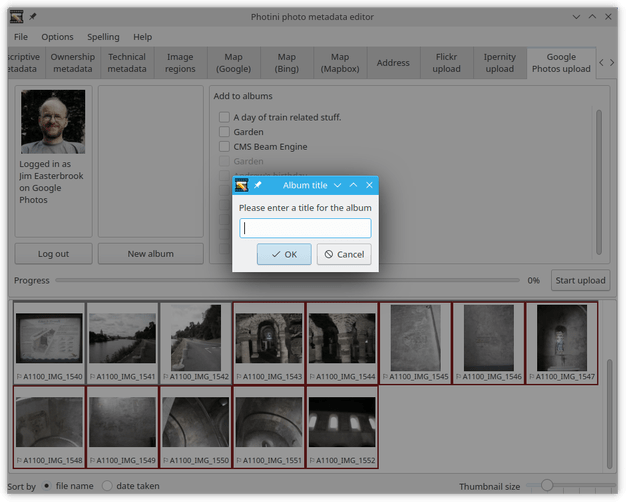 Photini photo metadata editor
File Options Spelling Help
scriptive Ownership Technical Image Map Map Map Address Flickr Ipernity Google
etadata metadata metadata regions (Google) (Bing) (Mapbox) upload upload Photos upload
Add to albums
A day of train related stuff.
Garden
CMS Beam Engine
Garden
Logged in as
Jim Easterbrook
on Google
Photos
Album title
Please enter a title for the album
OK Cancel
Log out New album
Progress 0% Start upload
A1100_IMG_1540 A1100_IMG_1541 A1100_IMG_1542 A1100_IMG_1543 A1100_IMG_1544 A1100_IMG_1545 A1100_IMG_1546 A1100_IMG_1547
A1100_IMG_1548 A1100_IMG_1549 A1100_IMG_1550 A1100_IMG_1551 A1100_IMG_1552
Sort by file name date taken Thumbnail size